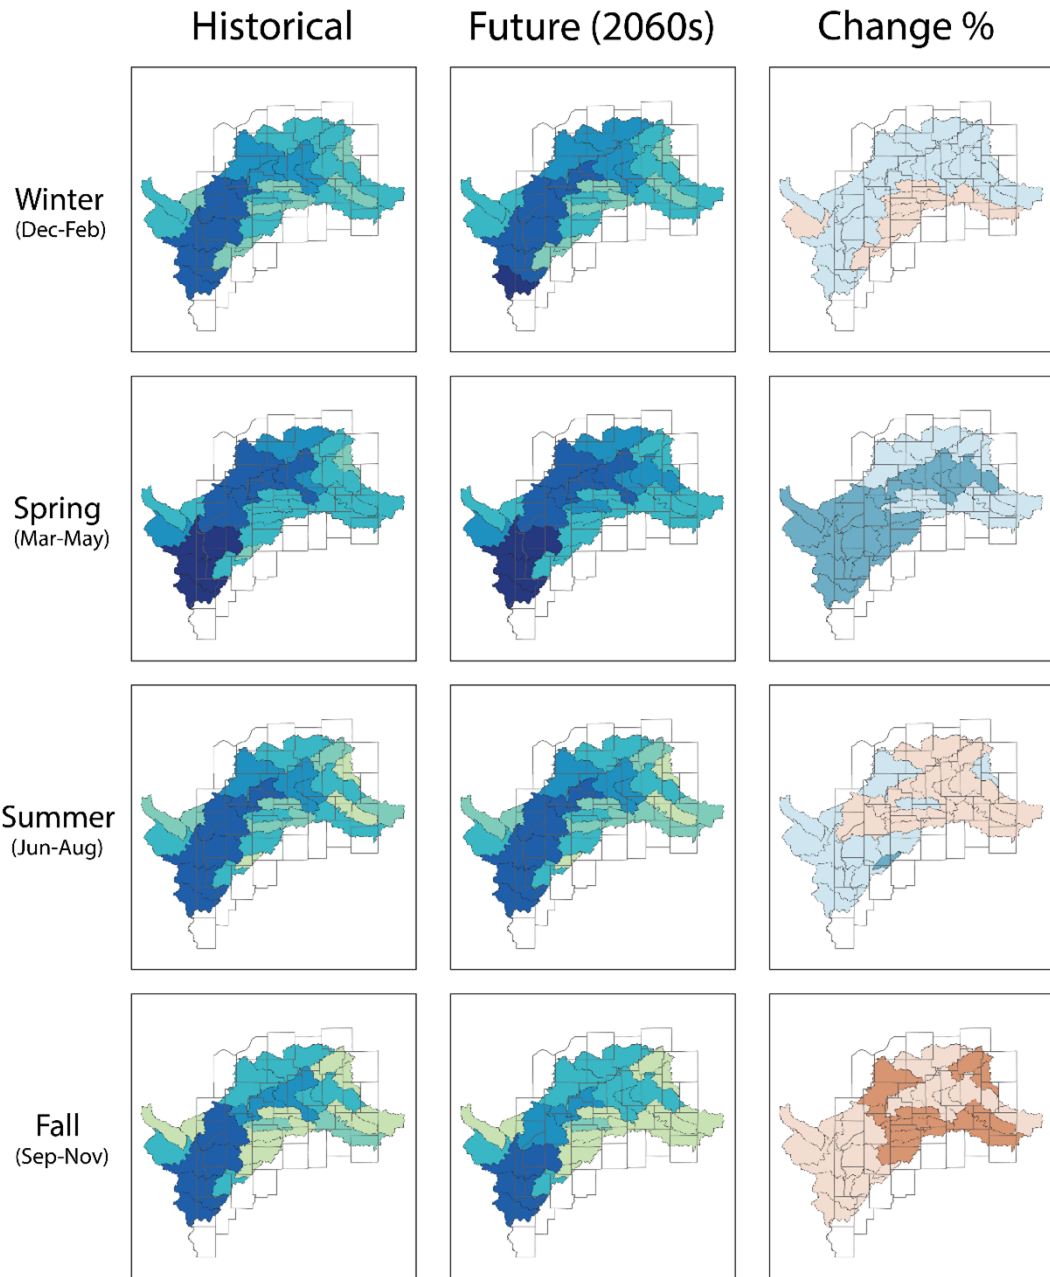 Historical
Future (2060s)
Change %
Winter
(Dec-Feb)
Spring
(Mar-May)
Summer
(Jun-Aug)
Fall
(Sep-Nov)